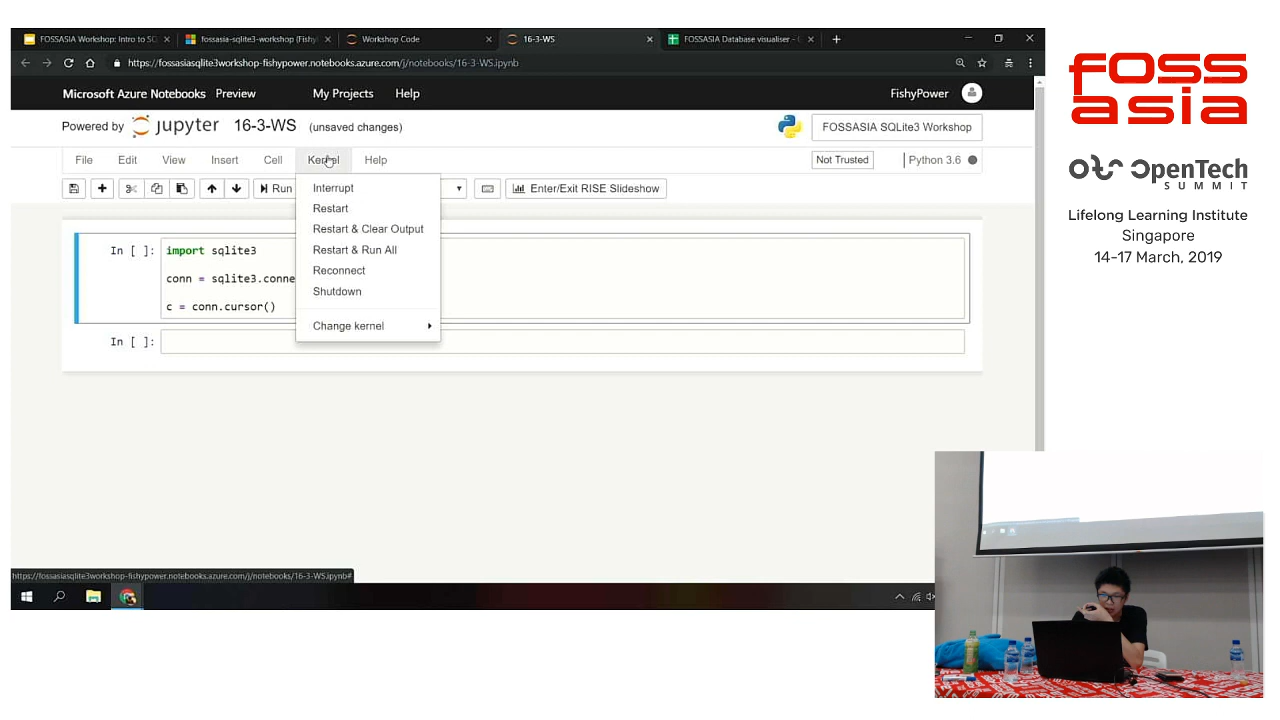 FOSSASIA Workshop: Intro to SQ
fossasia-sqlite3-workshop (Fishy
Workshop Code
16-3-WS
FOSSASIA Database visualiser -
https://fossasiasqlite3workshop-fishypower.notebooks.azure.com/j/notebooks/16-3-WS.ipynb
Microsoft Azure Notebooks Preview My Projects Help FishyPower
Powered by jupyter 16-3-WS (unsaved changes) FOSSASIA SQLite3 Workshop
File Edit View Insert Cell Kernel Help Not Trusted Python 3.6
Run Enter/Exit RISE Slideshow
Interrupt
Restart
Restart & Clear Output
Restart & Run All
Reconnect
Shutdown
Change kernel
In [ ]: import sqlite3
conn = sqlite3.conne
c = conn.cursor()
In [ ]:
https://fossasiasqlite3workshop-fishypower.notebooks.azure.com/j/notebooks/16-3-WS.ipynb#
FOSS
asia
OpenTech
SUMMIT
Lifelong Learning Institute
Singapore
14-17 March, 2019